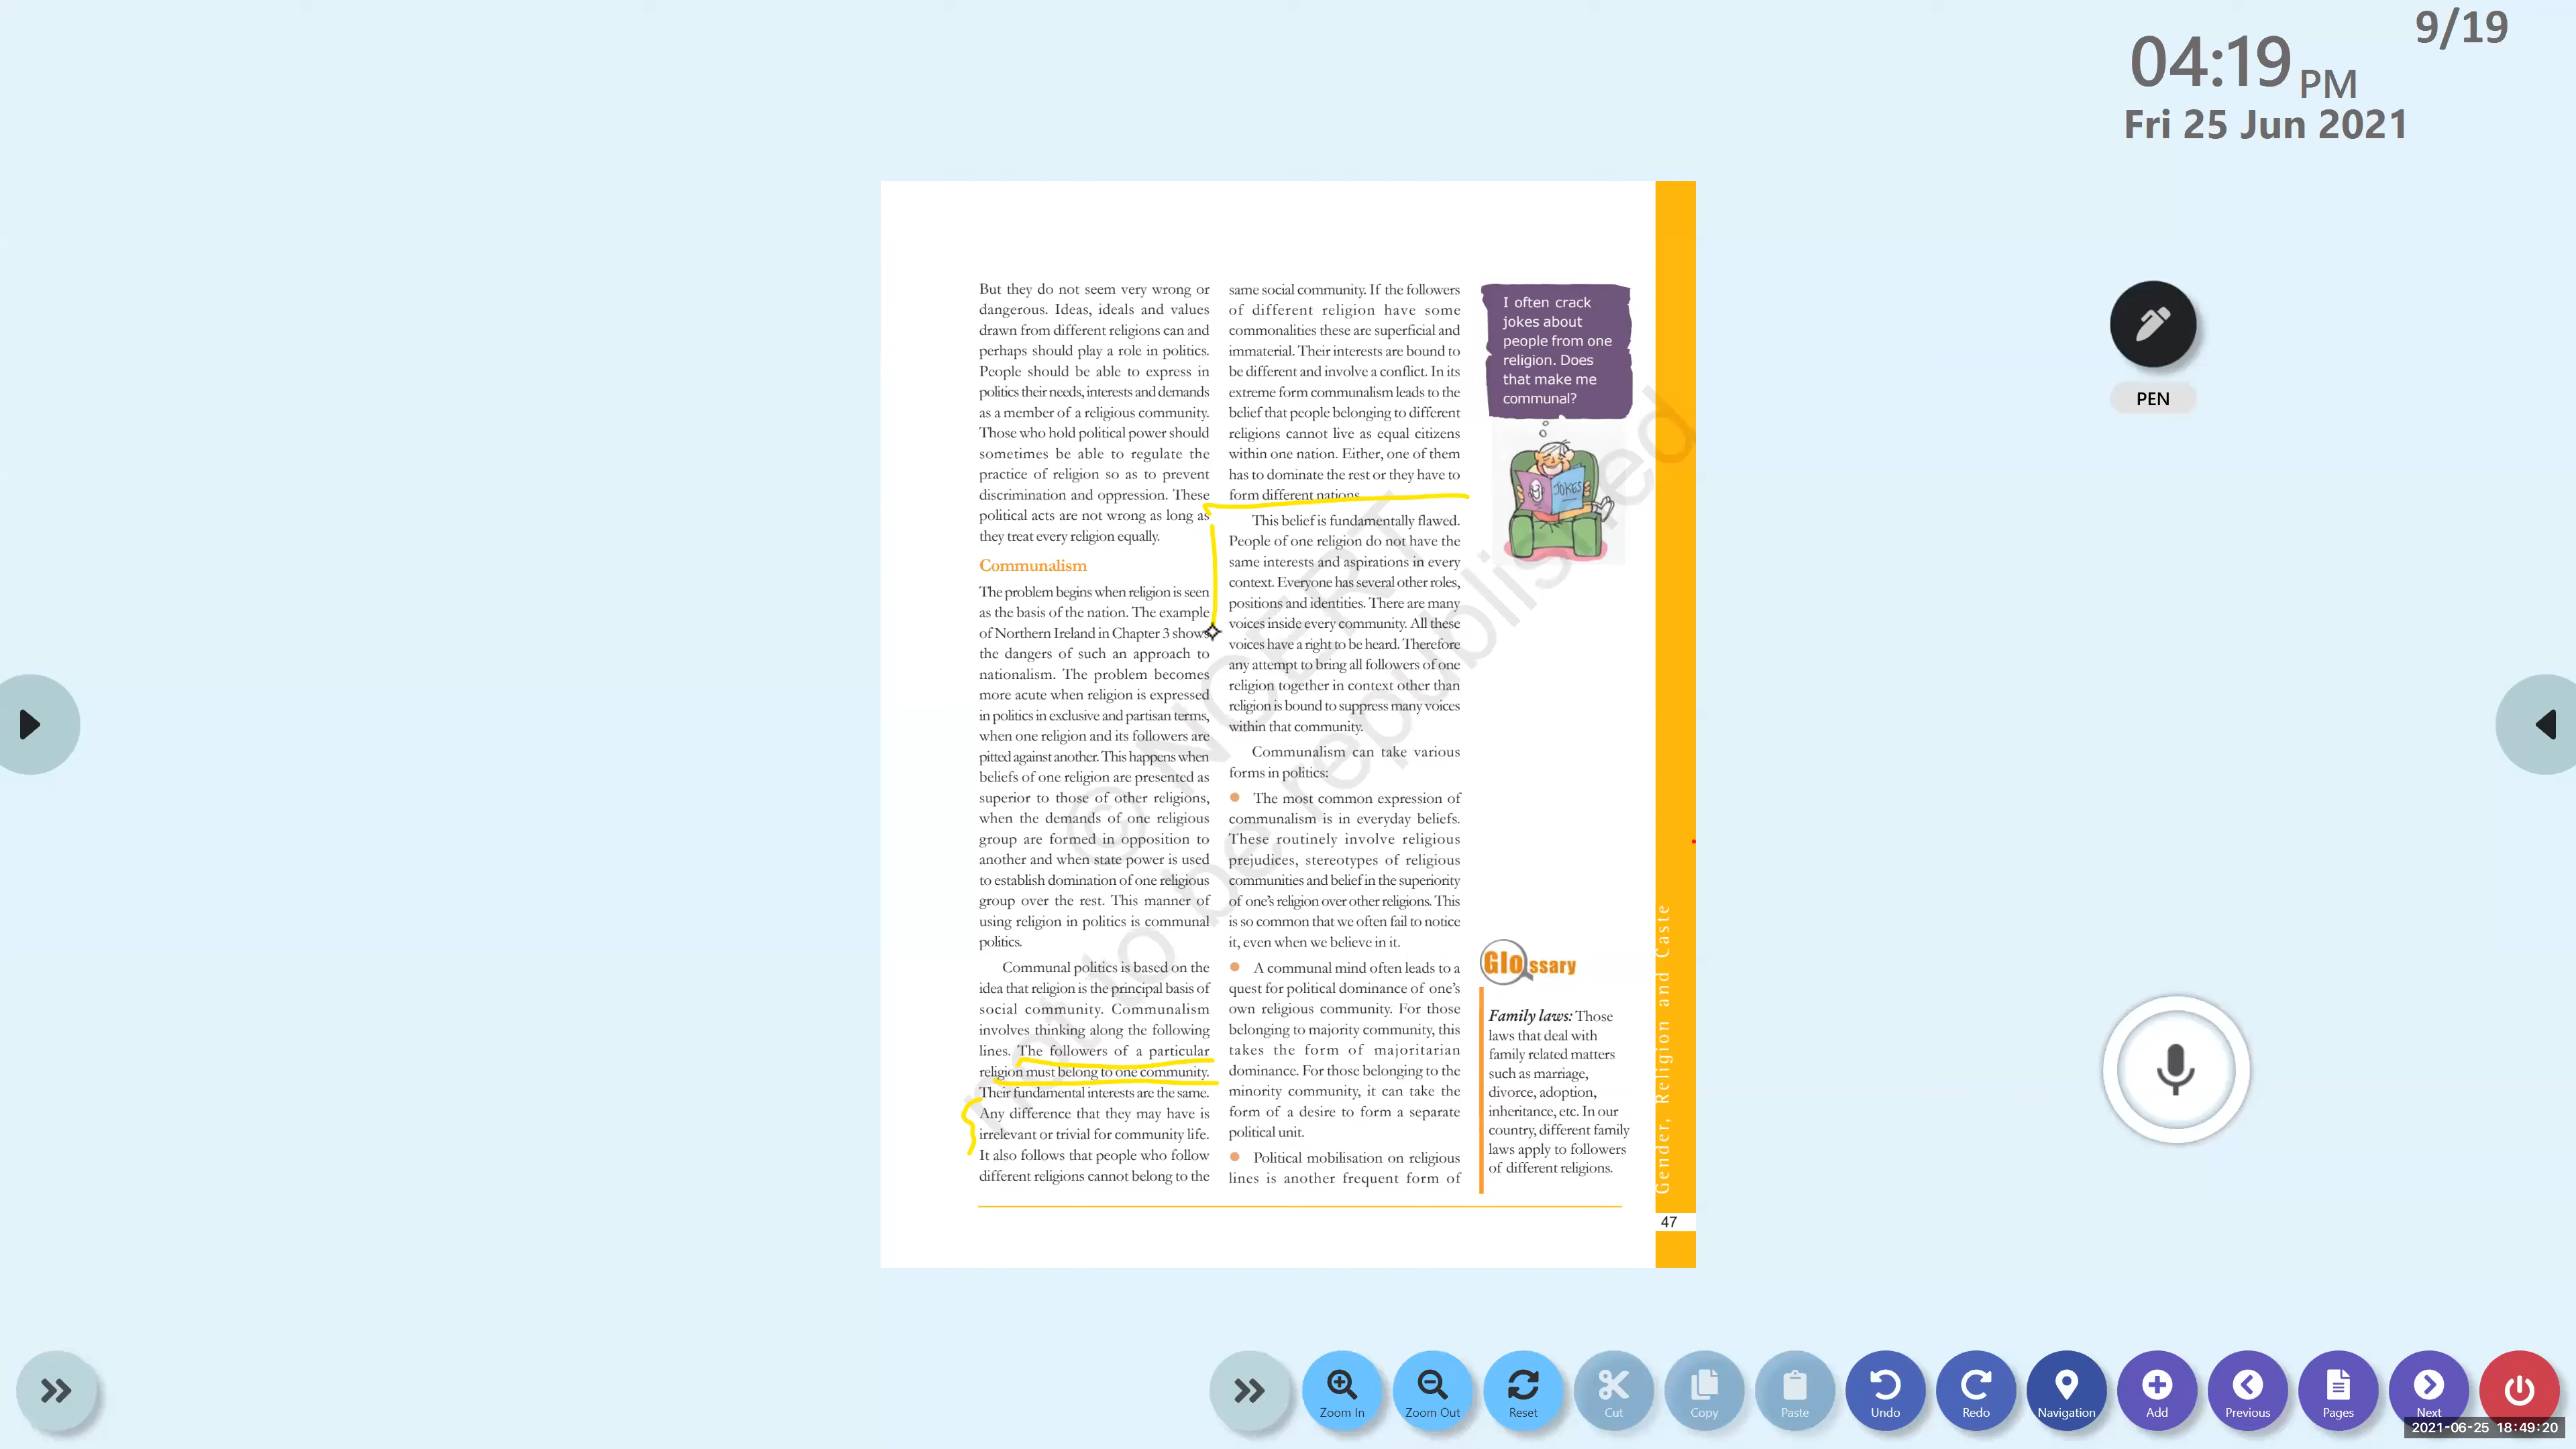 9/19
04:19 PM
Fri 25 Jun 2021
But they do not seem very wrong or
dangerous. Ideas, ideals and values
drawn from different religions can and
perhaps should play a role in politics.
People should be able to express in
politics their needs, interests and demands
as a member of a religious community.
Those who hold political power should
sometimes be able to regulate the
practice of religion so as to prevent
discrimination and oppression. These
political acts are not wrong as long as
they treat every religion equally.
Communalism
The problem begins when religion is seen
as the basis of the nation. The example
of Northern Ireland in Chapter 3 shows
the dangers of such an approach to
nationalism. The problem becomes
more acute when religion is expressed
in politics in exclusive and partisan terms,
when one religion and its followers are
pitted against another. This happens when
beliefs of one religion are presented as
superior to those of other religions,
when the demands of one religious
group are formed in opposition to
another and when state power is used
to establish domination of one religious
group over the rest. This manner of
using religion in politics is communal
politics.
Communal politics is based on the
idea that religion is the principal basis of
social community. Communalism
involves thinking along the following
lines. The followers of a particular
religion must belong to one community.
Their fundamental interests are the same.
Any difference that they may have is
irrelevant or trivial for community life.
It also follows that people who follow
different religions cannot belong to the
same social community. If the followers
of different religion have some
commonalities these are superficial and
immaterial. Their interests are bound to
be different and involve a conflict. In its
extreme form communalism leads to the
belief that people belonging to different
religions cannot live as equal citizens
within one nation. Either, one of them
has to dominate the rest or they have to
form different nations.
This belief is fundamentally flawed.
People of one religion do not have the
same interests and aspirations in every
context. Everyone has several other roles,
positions and identities. There are many
voices inside every community. All these
voices have a right to be heard. Therefore
any attempt to bring all followers of one
religion together in context other than
religion is bound to suppress many voices
within that community.
Communalism can take various
forms in politics:
● The most common expression of
communalism is in everyday beliefs.
These routinely involve religious
prejudices, stereotypes of religious
communities and belief in the superiority
of one's religion over other religions. This
is so common that we often fail to notice
it, even when we believe in it.
● A communal mind often leads to a
quest for political dominance of one's
own religious community. For those
belonging to majority community, this
takes the form of majoritarian
dominance. For those belonging to the
minority community, it can take the
form of a desire to form a separate
political unit.
● Political mobilisation on religious
lines is another frequent form of
I often crack
jokes about
people from one
religion. Does
that make me
communal?
JOKES
Glossary
Family laws: Those
laws that deal with
family related matters
such as marriage,
divorce, adoption,
inheritance, etc. In our
country, different family
laws apply to followers
of different religions.
Gender, Religion and Caste
47
© NCERT
not to be republished
PEN
Zoom In
Zoom Out
Reset
Cut
Copy
Paste
Undo
Redo
Navigation
Add
Previous
Pages
Next
2021-06-25 18:49:20